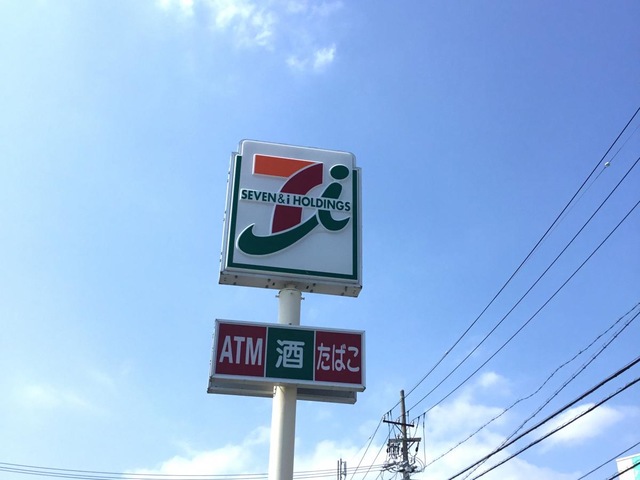 SEVEN&i HOLDINGS
ATM 酒 たばこ